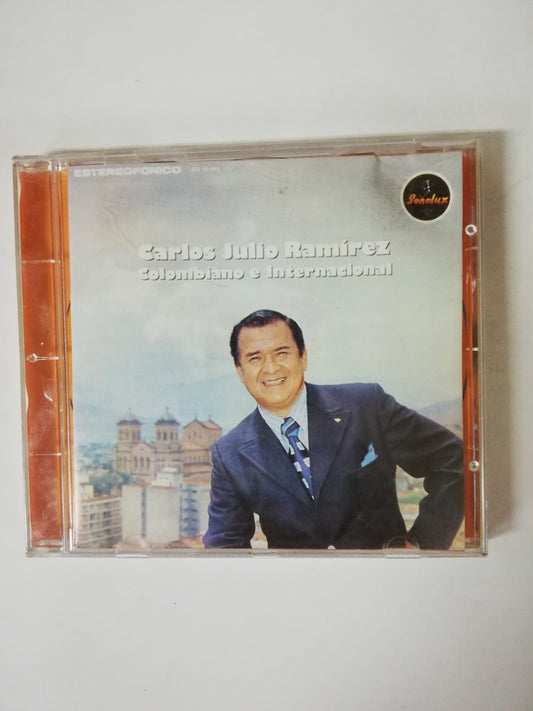 ESTEREOFONICO
Sonolux
Carlos Julio Ramírez
Colombiano e Internacional